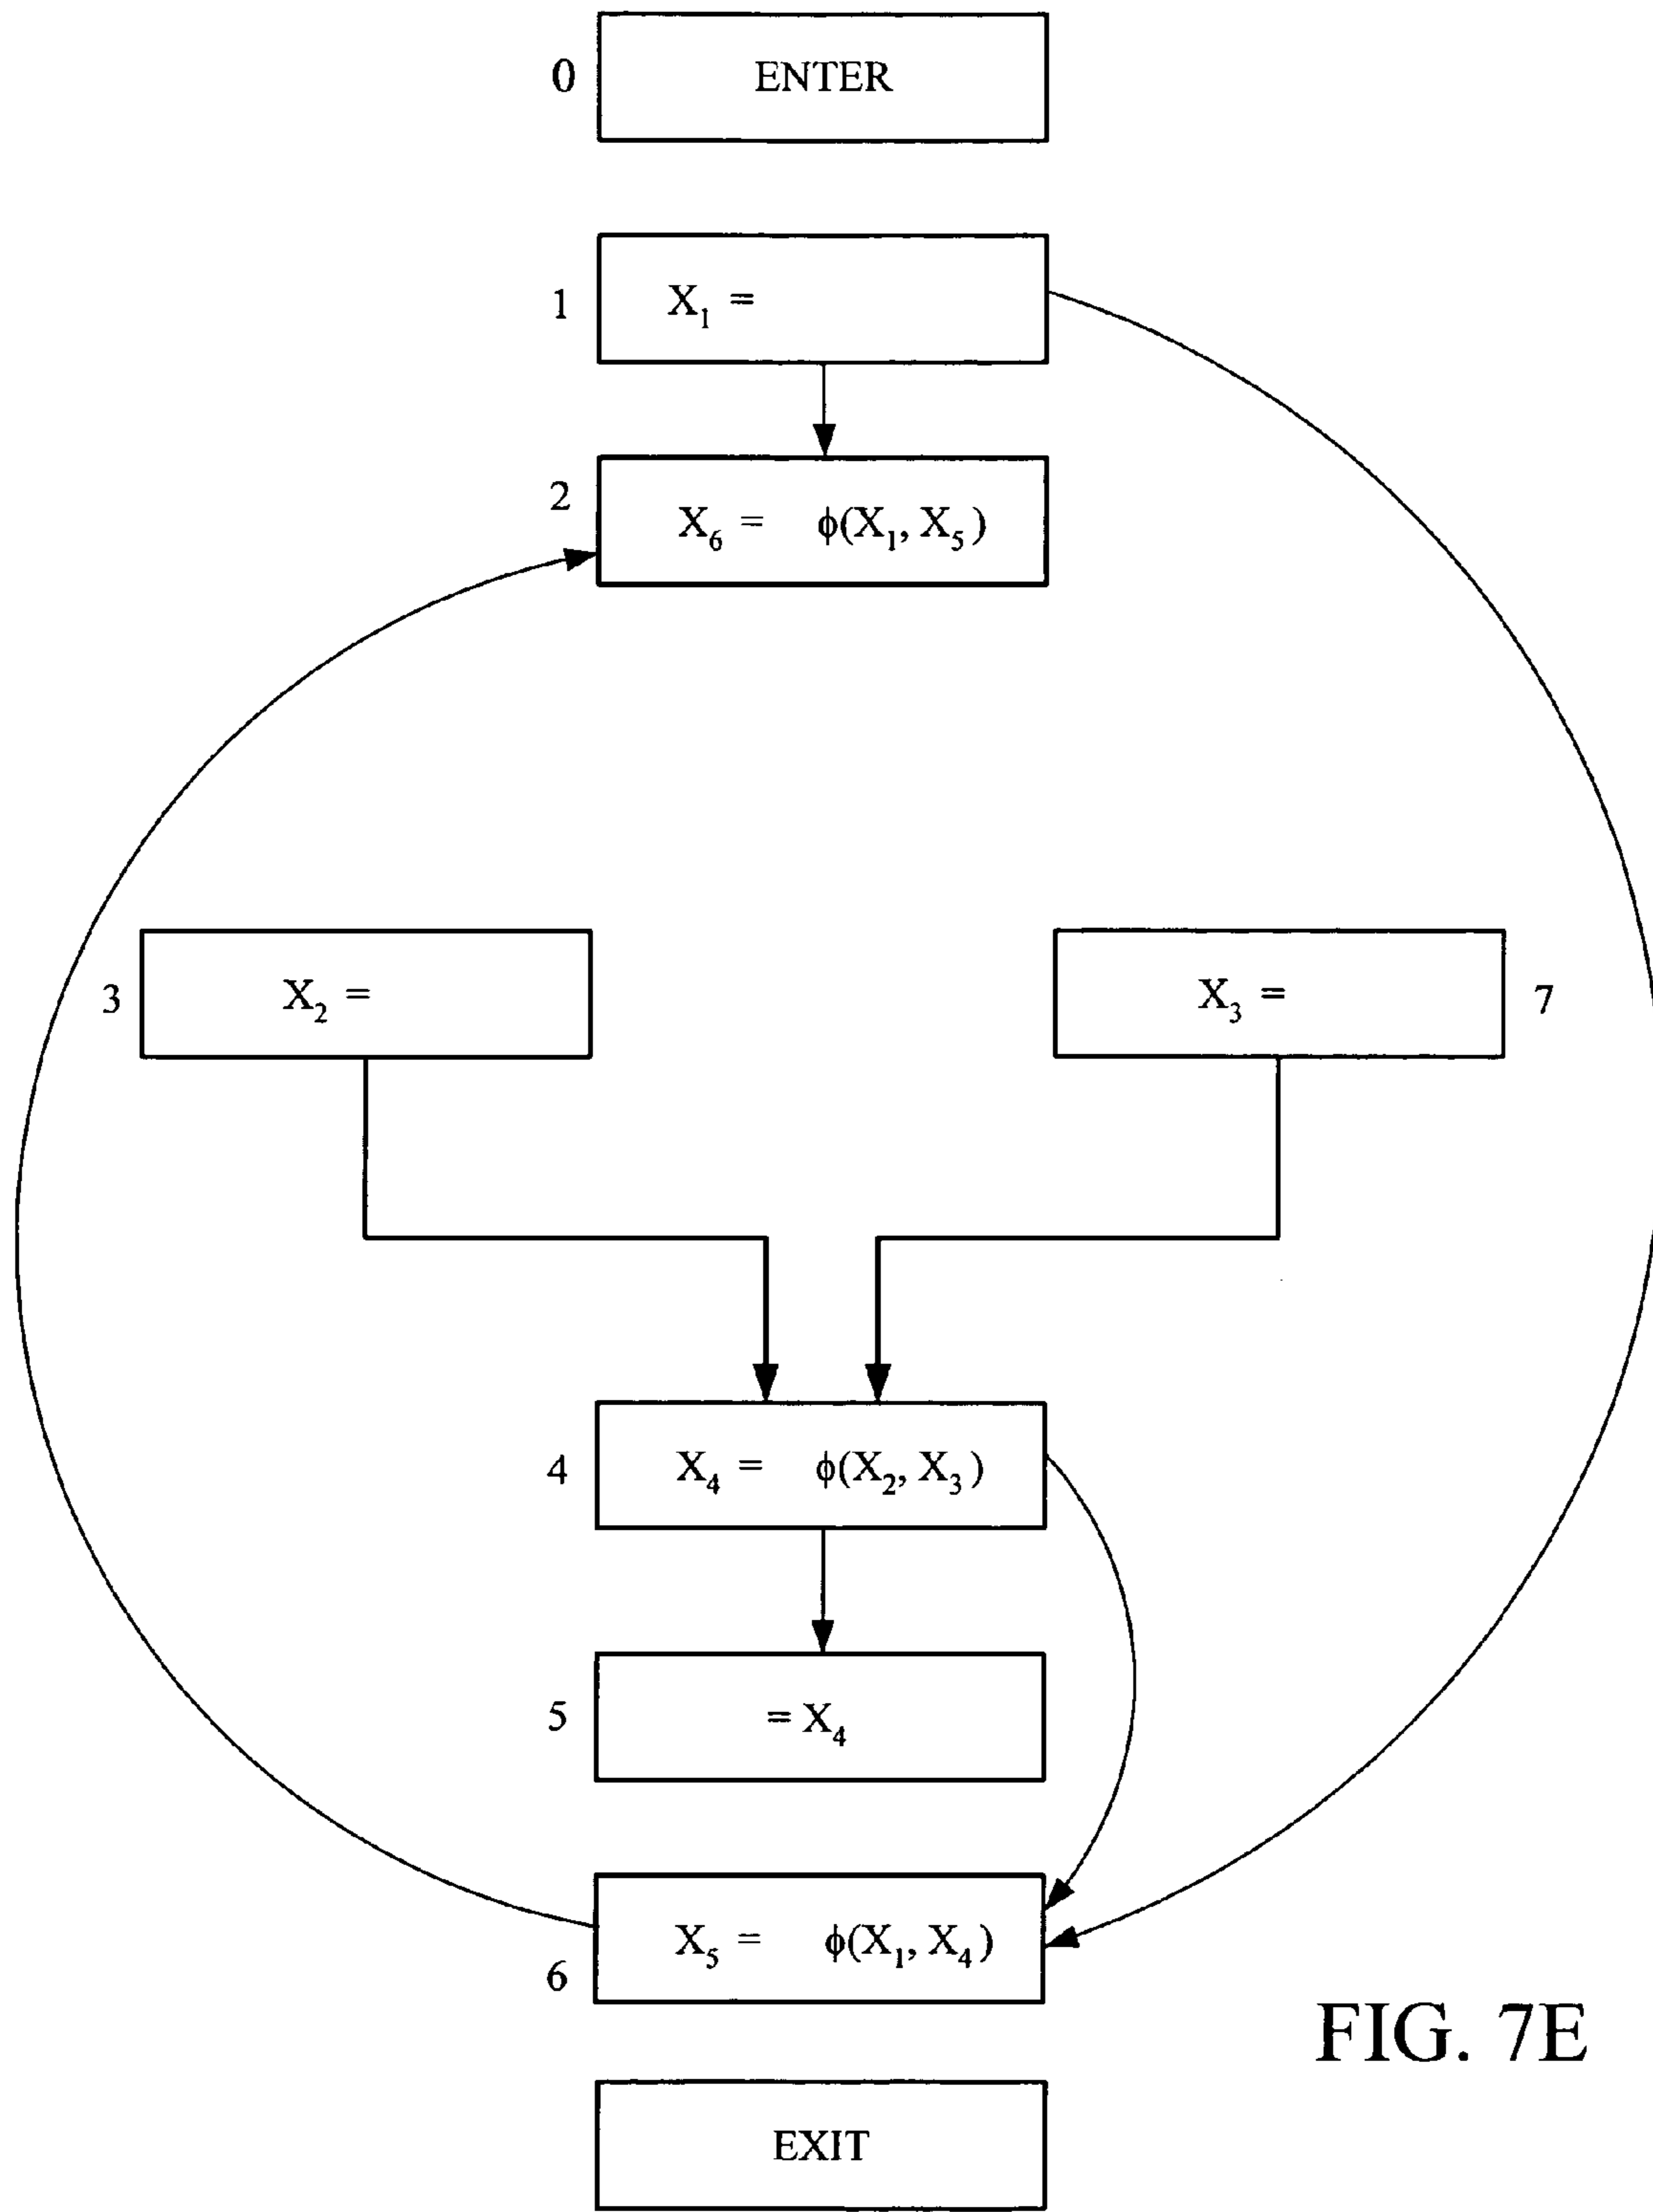 0 ENTER
1 X₁ =
2 X₆ = ϕ(X₁, X₅)
3 X₂ =
X₃ = 7
4 X₄ = ϕ(X₂, X₃)
5 = X₄
6 X₅ = ϕ(X₁, X₄)
FIG. 7E
EXIT